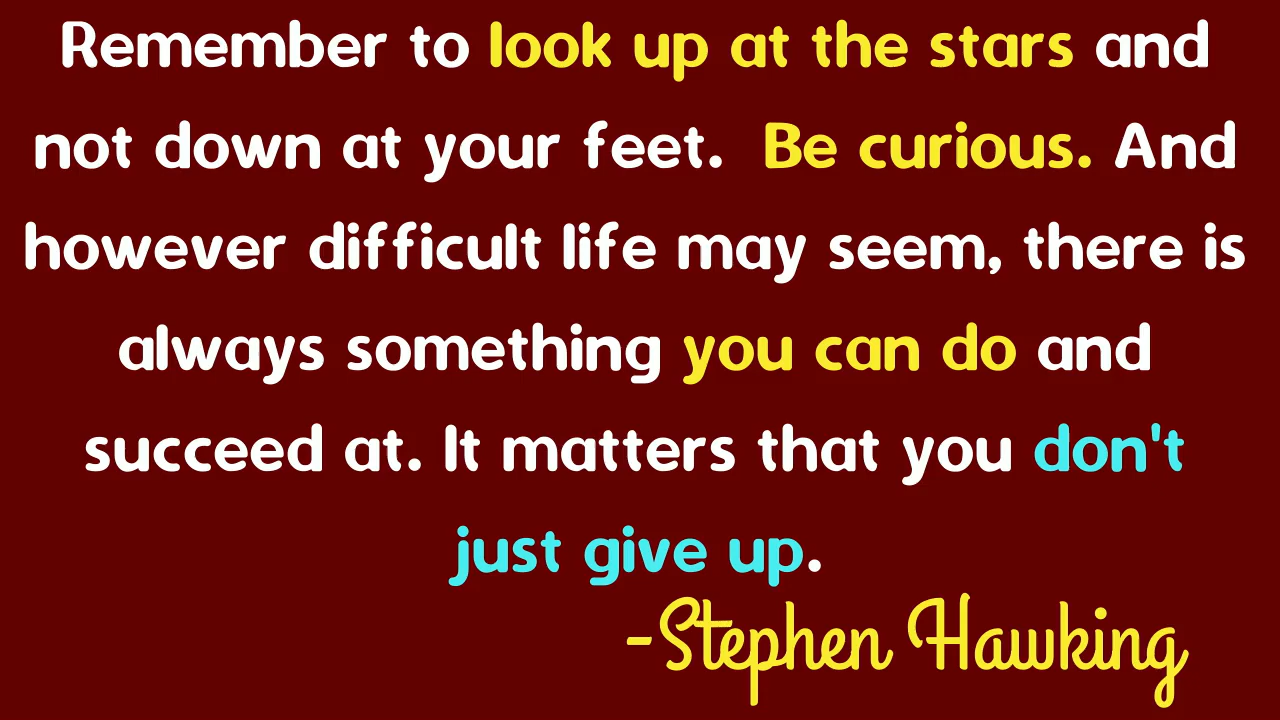 Remember to look up at the stars and
not down at your feet. Be curious. And
however difficult life may seem, there is
always something you can do and
succeed at. It matters that you don't
just give up.
-Stephen Hawking